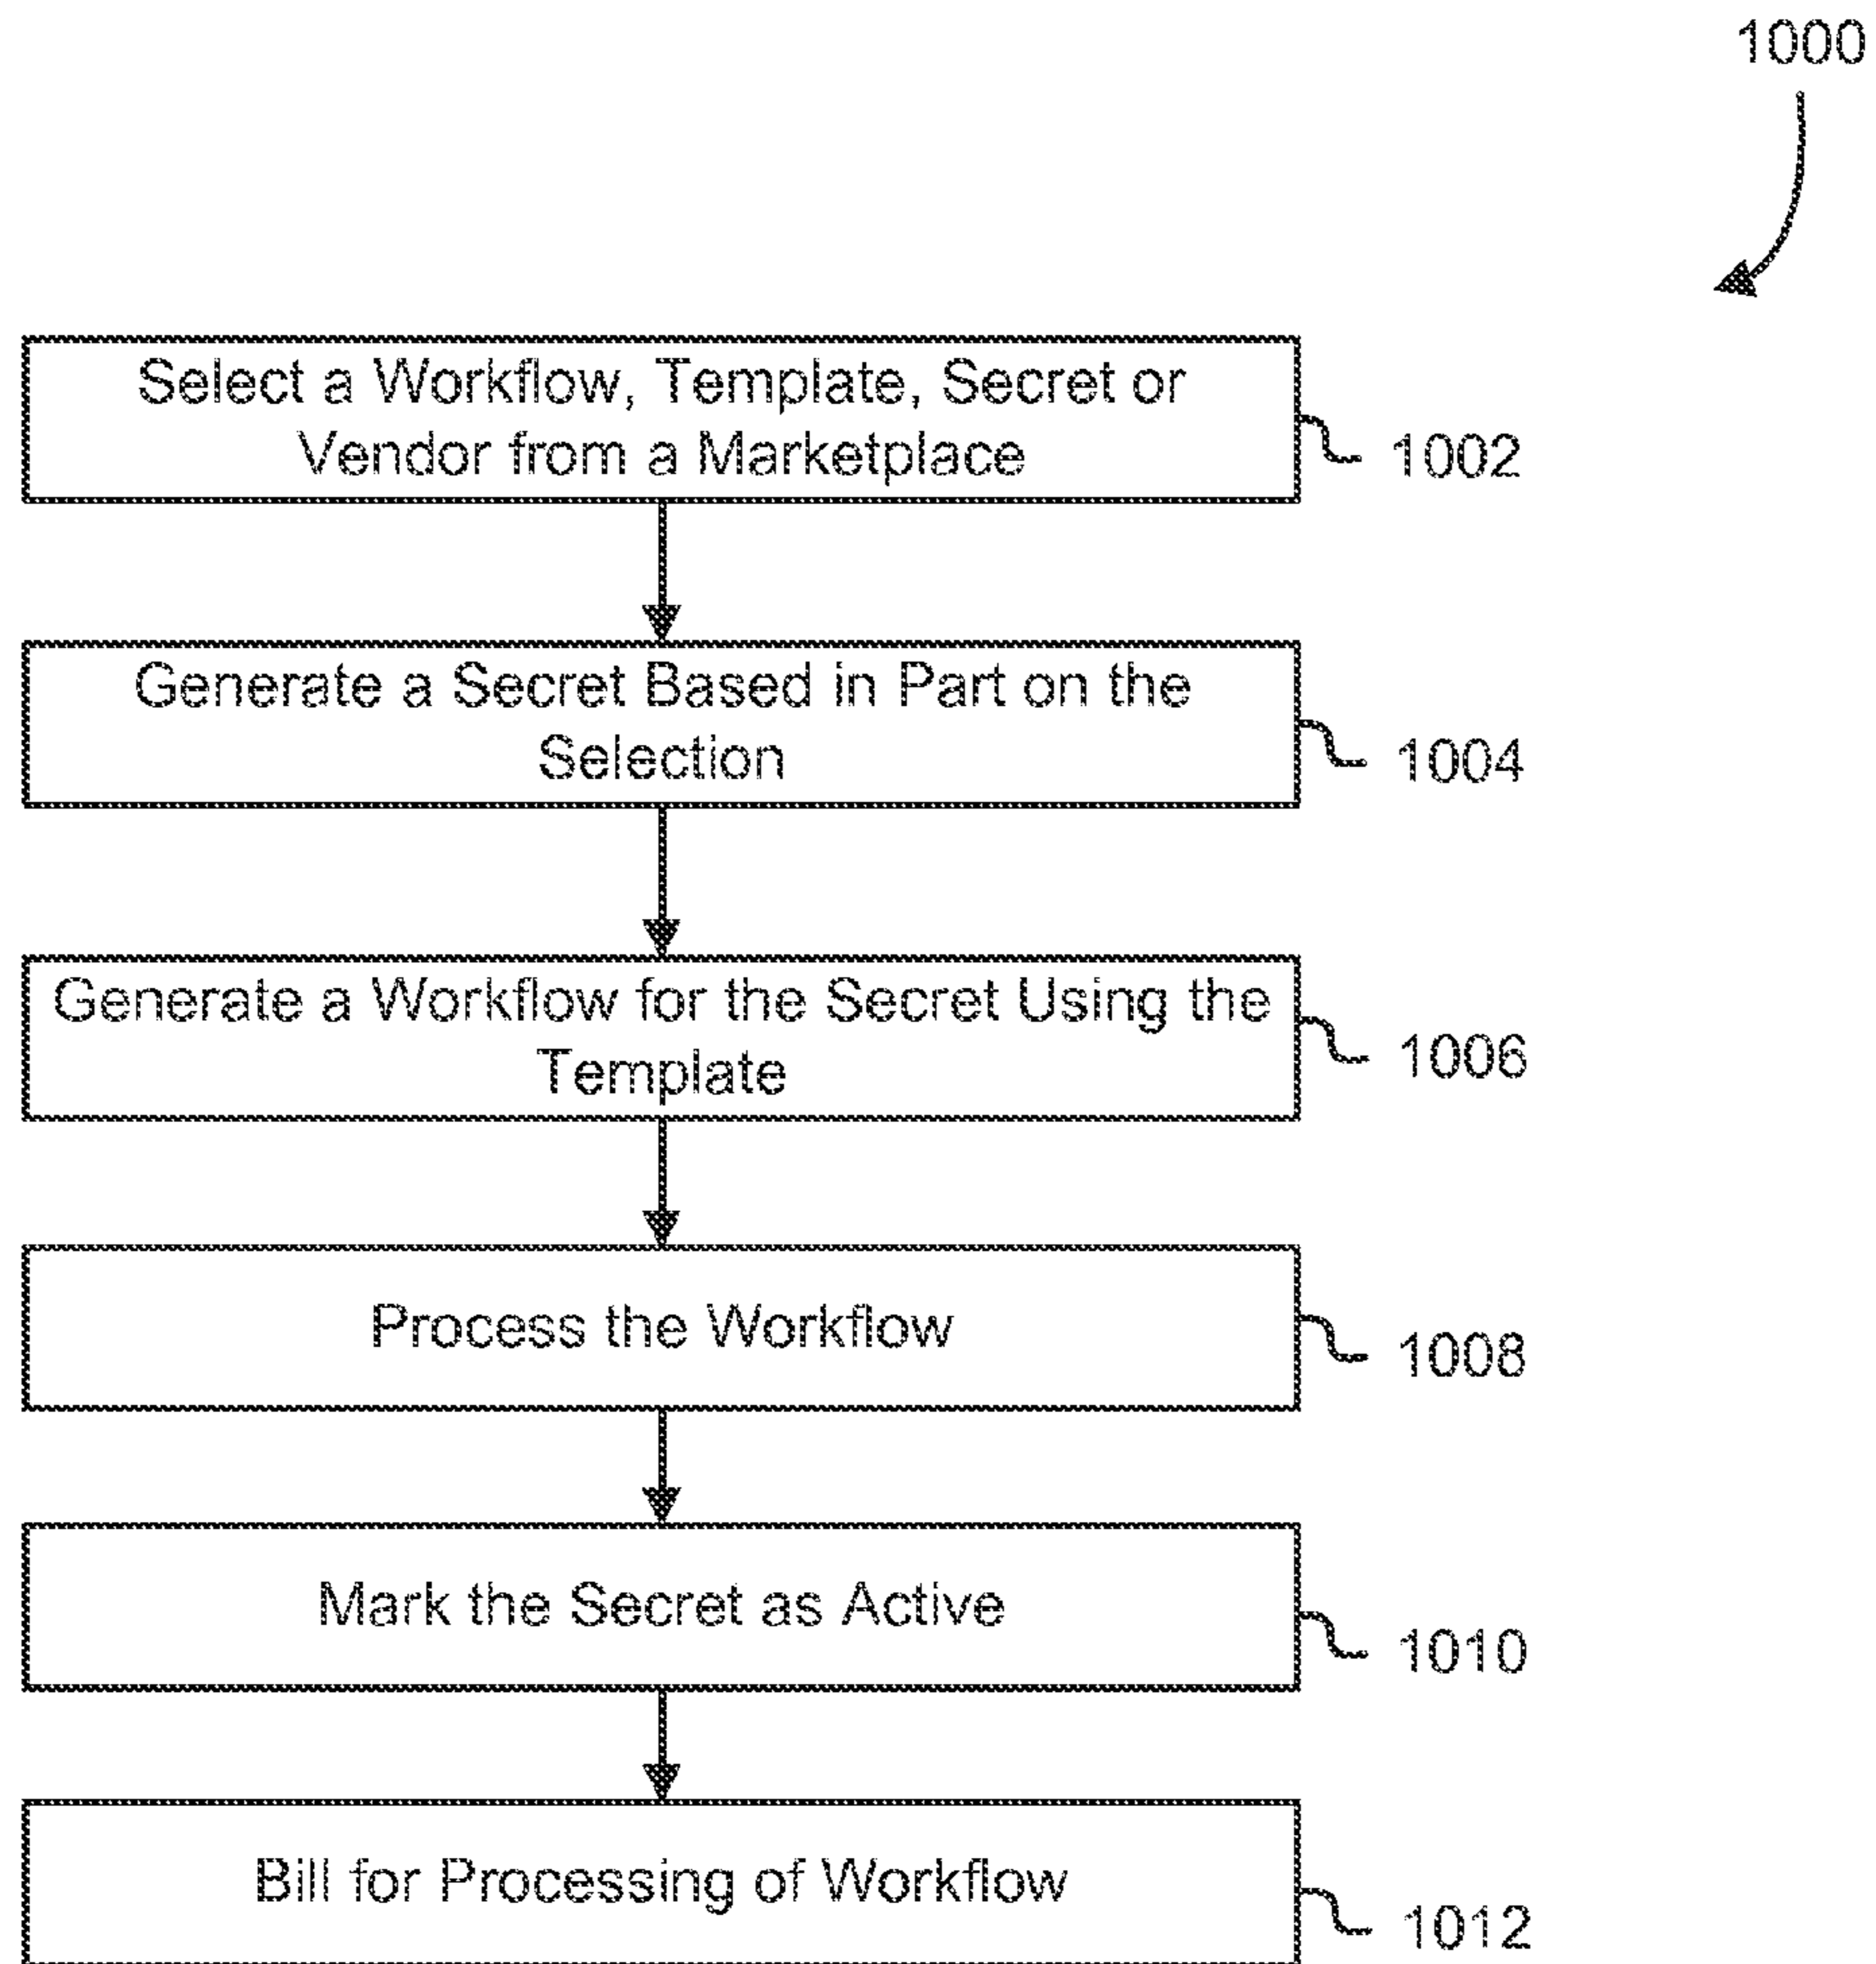 1000
Select a Workflow, Template, Secret or
Vendor from a Marketplace
1002
Generate a Secret Based in Part on the
Selection
1004
Generate a Workflow for the Secret Using the
Template
1006
Process the Workflow
1008
Mark the Secret as Active
1010
Bill for Processing of Workflow
1012